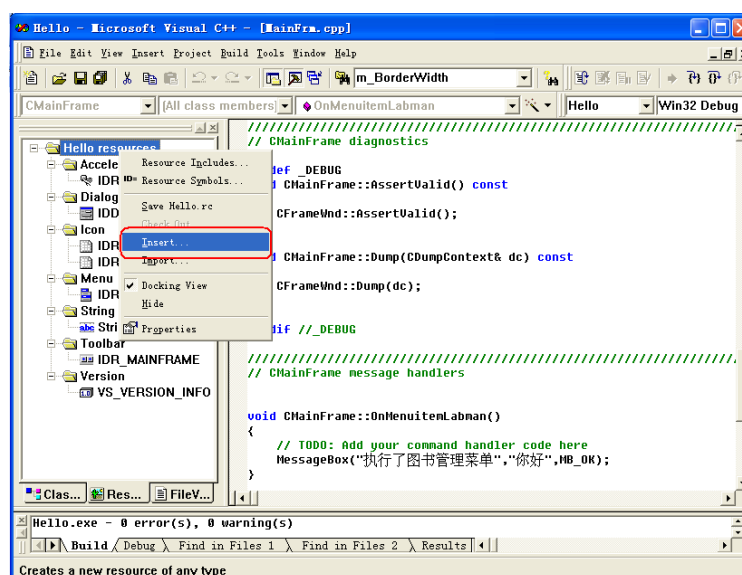 Hello - Microsoft Visual C++ - [MainFrm.cpp]
File Edit View Insert Project Build Tools Window Help
m_BorderWidth
CMainFrame [All class members] OnMenuitemLabman Hello Win32 Debug
Hello resources
Accele
IDR
Dialog
IDD
Icon
IDR
IDR
Menu
IDR
String
abc Stri
Toolbar
IDR_MAINFRAME
Version
VS_VERSION_INFO
Resource Includes...
ID= Resource Symbols...
Save Hello.rc
Check Out...
Insert...
Import...
Docking View
Hide
Properties
//////////////////////////////////////////////////////////////////
// CMainFrame diagnostics
def _DEBUG
CMainFrame::AssertValid() const
CFrameWnd::AssertValid();
CMainFrame::Dump(CDumpContext& dc) const
CFrameWnd::Dump(dc);
dif //_DEBUG
//////////////////////////////////////////////////////////////////
// CMainFrame message handlers
void CMainFrame::OnMenuitemLabman()
{
// TODO: Add your command handler code here
MessageBox("执行了图书管理菜单","你好",MB_OK);
}
Clas... Res... FileV...
Hello.exe - 0 error(s), 0 warning(s)
Build Debug Find in Files 1 Find in Files 2 Results
Creates a new resource of any type